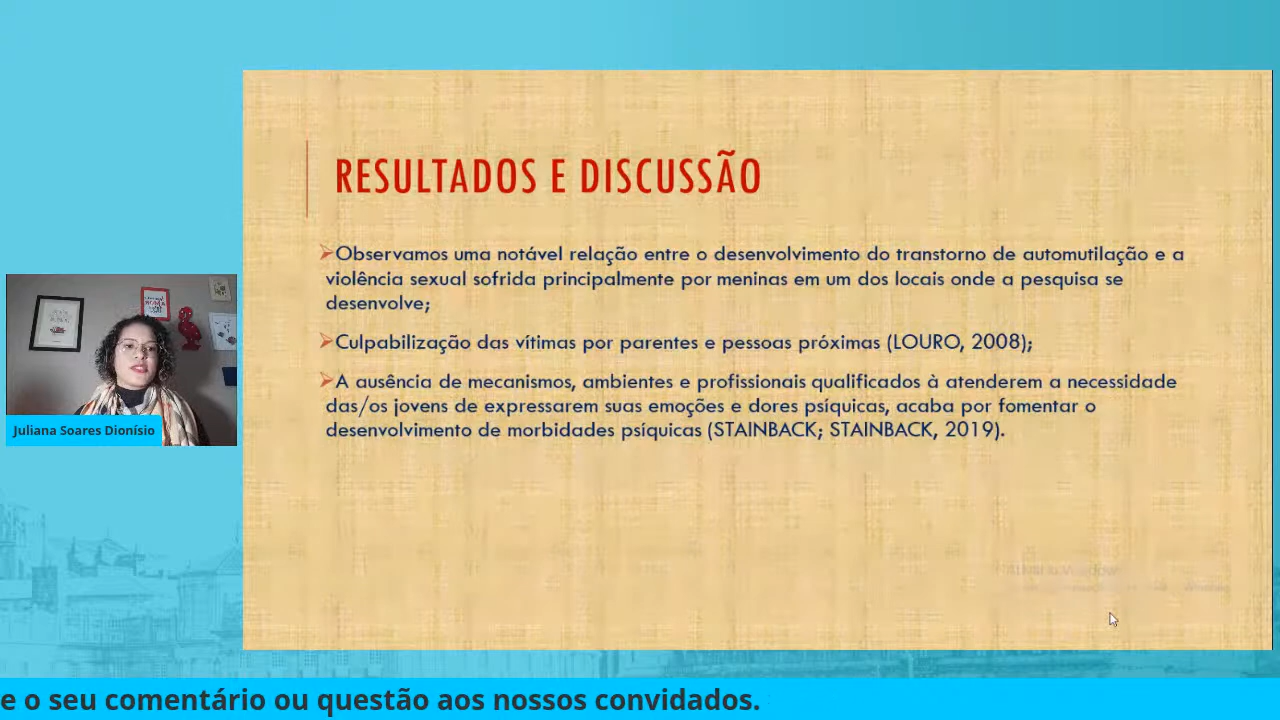 RESULTADOS E DISCUSSÃO
➢Observamos uma notável relação entre o desenvolvimento do transtorno de automutilação e a
violência sexual sofrida principalmente por meninas em um dos locais onde a pesquisa se
desenvolve;
➢Culpabilização das vítimas por parentes e pessoas próximas (LOURO, 2008);
➢A ausência de mecanismos, ambientes e profissionais qualificados à atenderem a necessidade
das/os jovens de expressarem suas emoções e dores psíquicas, acaba por fomentar o
desenvolvimento de morbidades psíquicas (STAINBACK; STAINBACK, 2019).
Juliana Soares Dionísio
e o seu comentário ou questão aos nossos convidados.